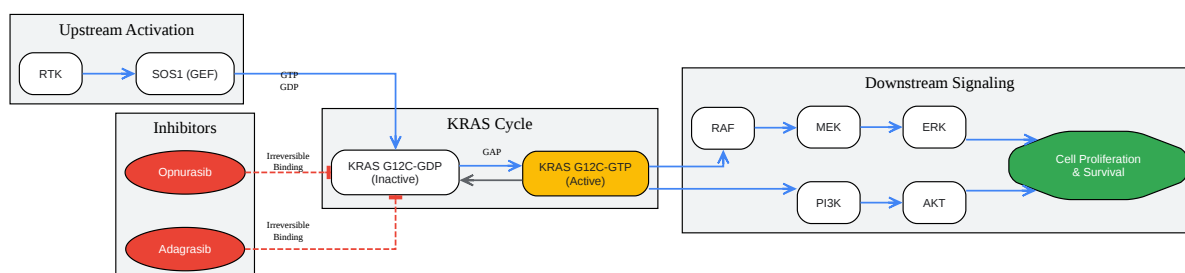 Upstream Activation
RTK
SOS1 (GEF)
GTP
GDP
Inhibitors
Opnurasib
Adagrasib
Irreversible
Binding
Irreversible
Binding
KRAS Cycle
KRAS G12C-GDP
(Inactive)
GAP
KRAS G12C-GTP
(Active)
Downstream Signaling
RAF
MEK
ERK
PI3K
AKT
Cell Proliferation
& Survival